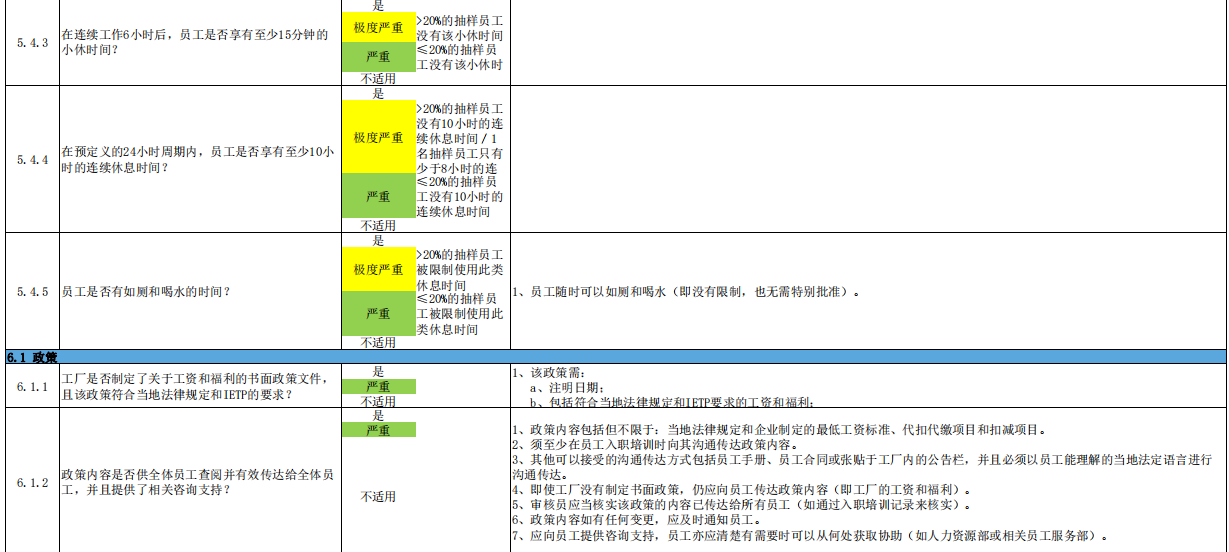 是
5.4.3
在连续工作6小时后，员工是否享有至少15分钟的
小休时间？
极度严重
>20%的抽样员工
没有该小休时间
严重
≤20%的抽样员
工没有该小休时
不适用
是
5.4.4
在预定义的24小时周期内，员工是否享有至少10小
时的连续休息时间？
极度严重
>20%的抽样员工
没有10小时的连
续休息时间/1
名抽样员工只有
少于8小时的连
严重
≤20%的抽样员
工没有10小时的
连续休息时间
不适用
是
5.4.5
员工是否有如厕和喝水的时间？
极度严重
>20%的抽样员工
被限制使用此类
休息时间
严重
≤20%的抽样员
工被限制使用此
类休息时间
不适用
1、员工随时可以如厕和喝水（即没有限制，也无需特别批准）。
6.1 政策
6.1.1
工厂是否制定了关于工资和福利的书面政策文件，
且该政策符合当地法律规定和IETP的要求？
是
严重
不适用
1、该政策需：
a、注明日期；
b、包括符合当地法律规定和IETP要求的工资和福利；
6.1.2
政策内容是否供全体员工查阅并有效传达给全体员
工，并且提供了相关咨询支持？
是
严重
不适用
1、政策内容包括但不限于：当地法律规定和企业制定的最低工资标准、代扣代缴项目和扣减项目。
2、须至少在员工入职培训时向其沟通传达政策内容。
3、其他可以接受的沟通传达方式包括员工手册、员工合同或张贴于工厂内的公告栏，并且必须以员工能理解的当地法定语言进行
沟通传达。
4、即使工厂没有制定书面政策，仍应向员工传达政策内容（即工厂的工资和福利）。
5、审核员应当核实该政策的内容已传达给所有员工（如通过入职培训记录来核实）。
6、政策内容如有任何变更，应及时通知员工。
7、应向员工提供咨询支持，员工亦应清楚有需要时可以从何处获取协助（如人力资源部或相关员工服务部）。